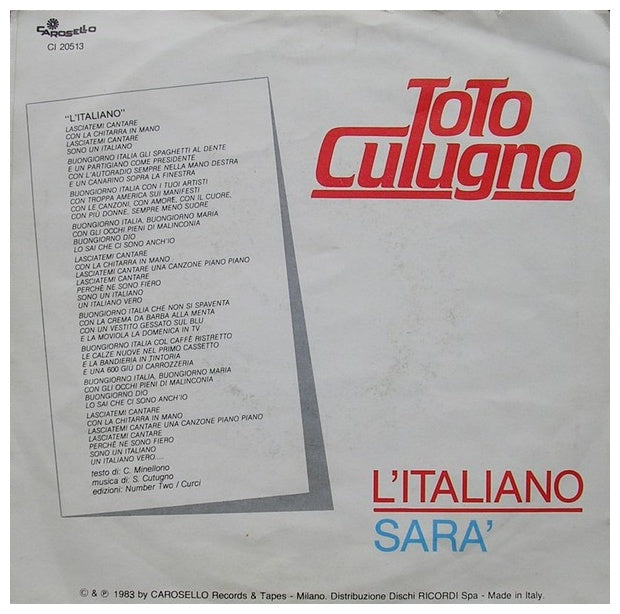 CAROSELLO
CI 20513
"L'ITALIANO"
LASCIATEMI CANTARE
CON LA CHITARRA IN MANO
LASCIATEMI CANTARE
SONO UN ITALIANO
BUONGIORNO ITALIA GLI SPAGHETTI AL DENTE
E UN PARTIGIANO COME PRESIDENTE
CON L'AUTORADIO SEMPRE NELLA MANO DESTRA
E UN CANARINO SOPRA LA FINESTRA
BUONGIORNO ITALIA CON I TUOI ARTISTI
CON TROPPA AMERICA SUI MANIFESTI
CON LE CANZONI, CON AMORE, CON IL CUORE,
CON PIÙ DONNE, SEMPRE MENO SUORE
BUONGIORNO ITALIA, BUONGIORNO MARIA
CON GLI OCCHI PIENI DI MALINCONIA
BUONGIORNO DIO
LO SAI CHE CI SONO ANCH'IO
LASCIATEMI CANTARE
CON LA CHITARRA IN MANO
LASCIATEMI CANTARE UNA CANZONE PIANO PIANO
LASCIATEMI CANTARE
PERCHÈ NE SONO FIERO
SONO UN ITALIANO
UN ITALIANO VERO
BUONGIORNO ITALIA CHE NON SI SPAVENTA
CON LA CREMA DA BARBA ALLA MENTA
CON UN VESTITO GESSATO SUL BLU
E LA MOVIOLA LA DOMENICA IN TV
BUONGIORNO ITALIA COL CAFFÈ RISTRETTO
LE CALZE NUOVE NEL PRIMO CASSETTO
E LA BANDIERA IN TINTORIA
E UNA 600 GIÙ DI CARROZZERIA
BUONGIORNO ITALIA, BUONGIORNO MARIA
CON GLI OCCHI PIENI DI MALINCONIA
BUONGIORNO DIO
LO SAI CHE CI SONO ANCH'IO
LASCIATEMI CANTARE
CON LA CHITARRA IN MANO
LASCIATEMI CANTARE UNA CANZONE PIANO PIANO
LASCIATEMI CANTARE
PERCHÈ NE SONO FIERO
SONO UN ITALIANO
UN ITALIANO VERO....
testo di: C. Minellono
musica di: S. Cutugno
edizioni: Number Two / Curci
TOTO
CUTUGNO
L'ITALIANO
SARA'
© & ℗ 1983 by CAROSELLO Records & Tapes - Milano. Distribuzione Dischi RICORDI Spa - Made in Italy.